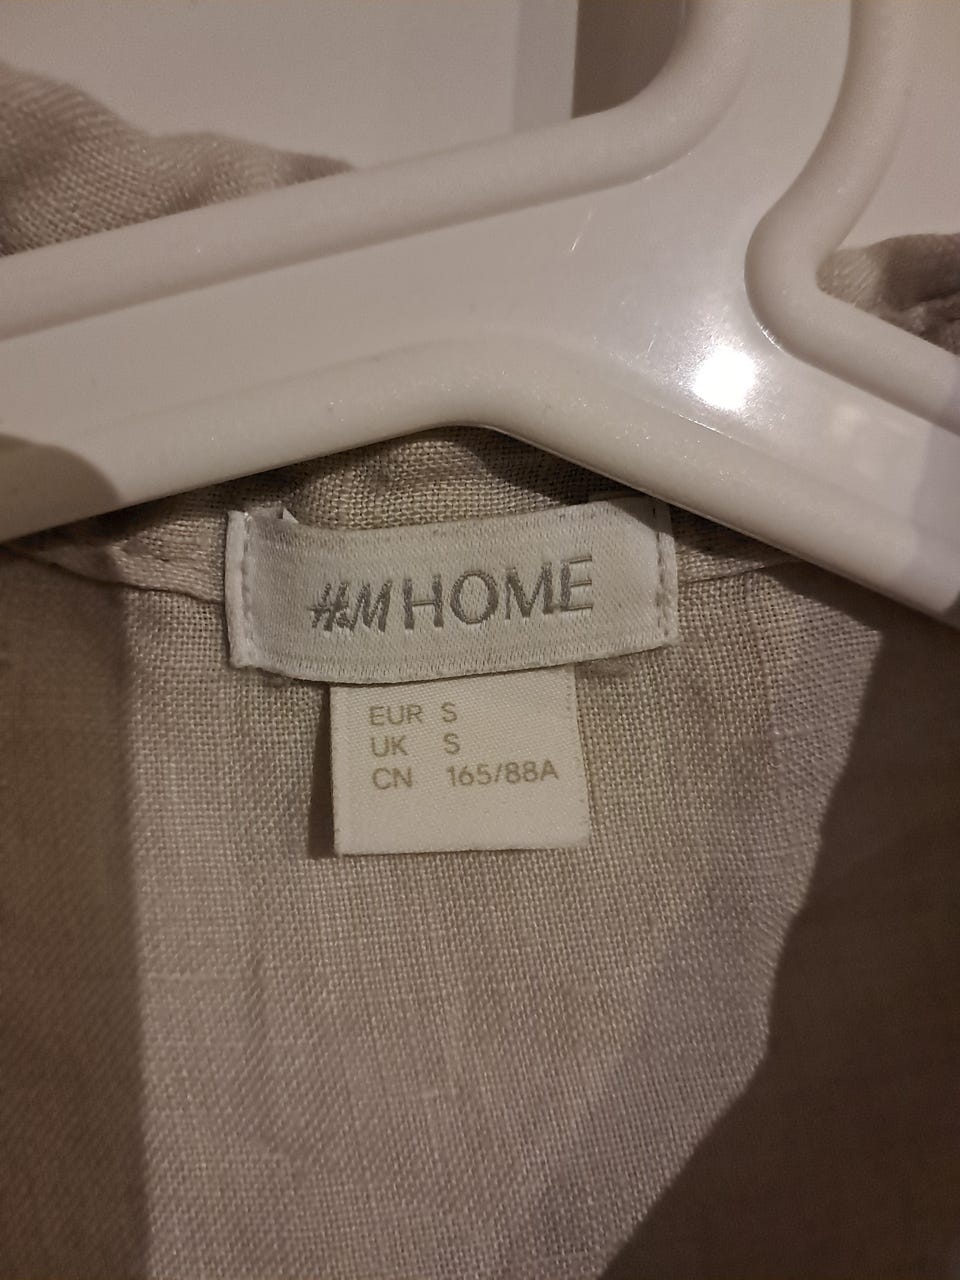 H&M HOME
EUR S
UK S
CN 165/88A